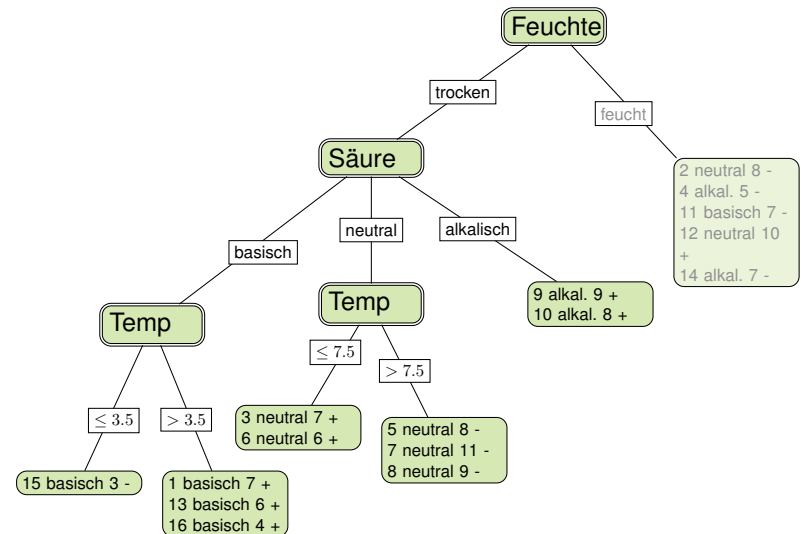 Feuchte
trocken
feucht
Säure
2 neutral 8 -
4 alkal. 5 -
11 basisch 7 -
12 neutral 10
+
14 alkal. 7 -
basisch
neutral
alkalisch
Temp
Temp
9 alkal. 9 +
10 alkal. 8 +
≤ 7.5
> 7.5
≤ 3.5
> 3.5
3 neutral 7 +
6 neutral 6 +
5 neutral 8 -
7 neutral 11 -
8 neutral 9 -
15 basisch 3 -
1 basisch 7 +
13 basisch 6 +
16 basisch 4 +